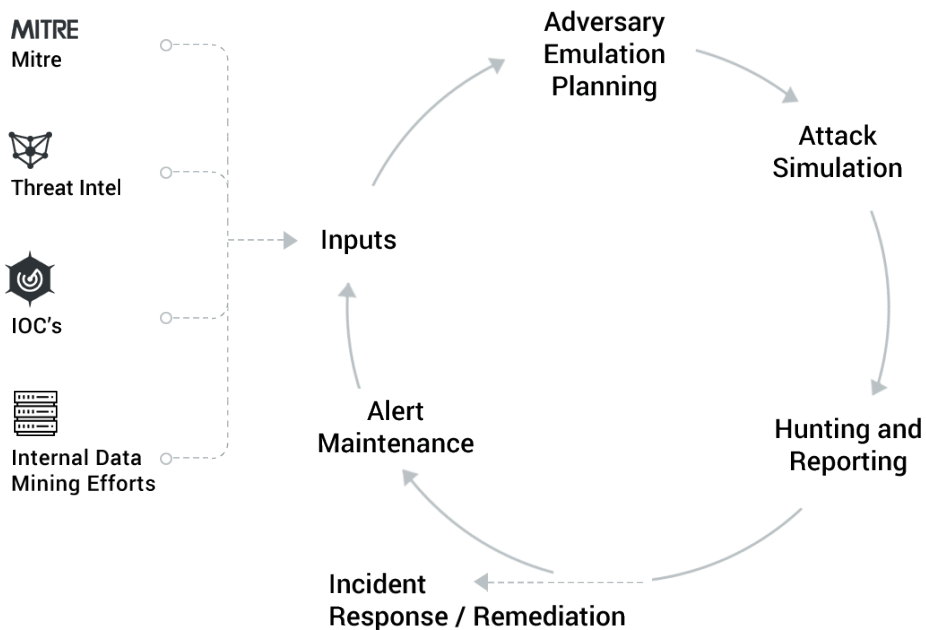 MITRE
Mitre
Threat Intel
IOC's
Internal Data
Mining Efforts
Inputs
Adversary
Emulation
Planning
Attack
Simulation
Hunting and
Reporting
Incident
Response / Remediation
Alert
Maintenance